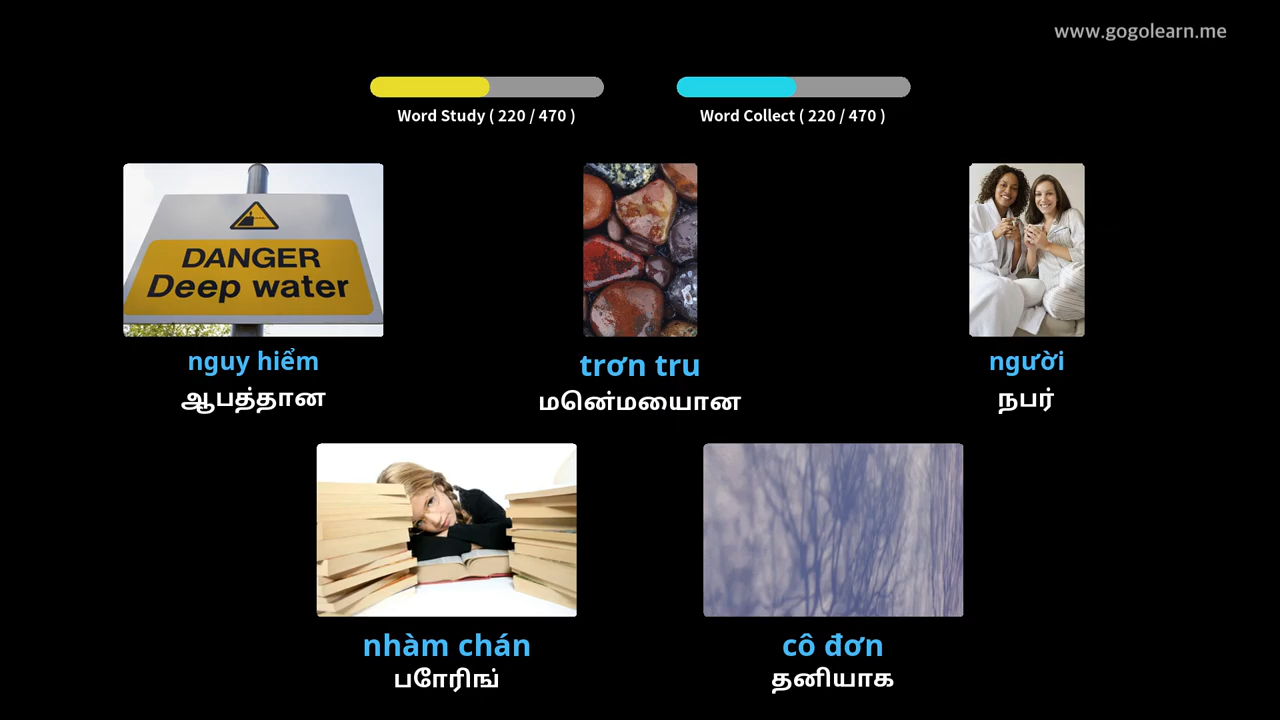 www.gogolearn.me
Word Study ( 220 / 470 )
Word Collect ( 220 / 470 )
DANGER
Deep water
nguy hiểm
ஆபத்தான
trơn tru
மென்மையான
người
நபர்
nhàm chán
போரிங்
cô đơn
தனியாக